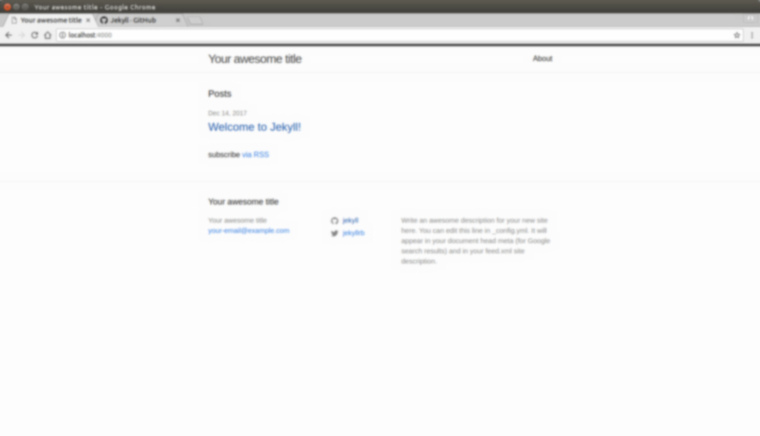 Your awesome title - Google Chrome
Your awesome title
Jekyll · GitHub
localhost:4000
Your awesome title
About
Posts
Dec 14, 2017
Welcome to Jekyll!
subscribe via RSS
Your awesome title
Your awesome title
your-email@example.com
jekyll
jekyllrb
Write an awesome description for your new site
here. You can edit this line in _config.yml. It will
appear in your document head meta (for Google
search results) and in your feed.xml site
description.